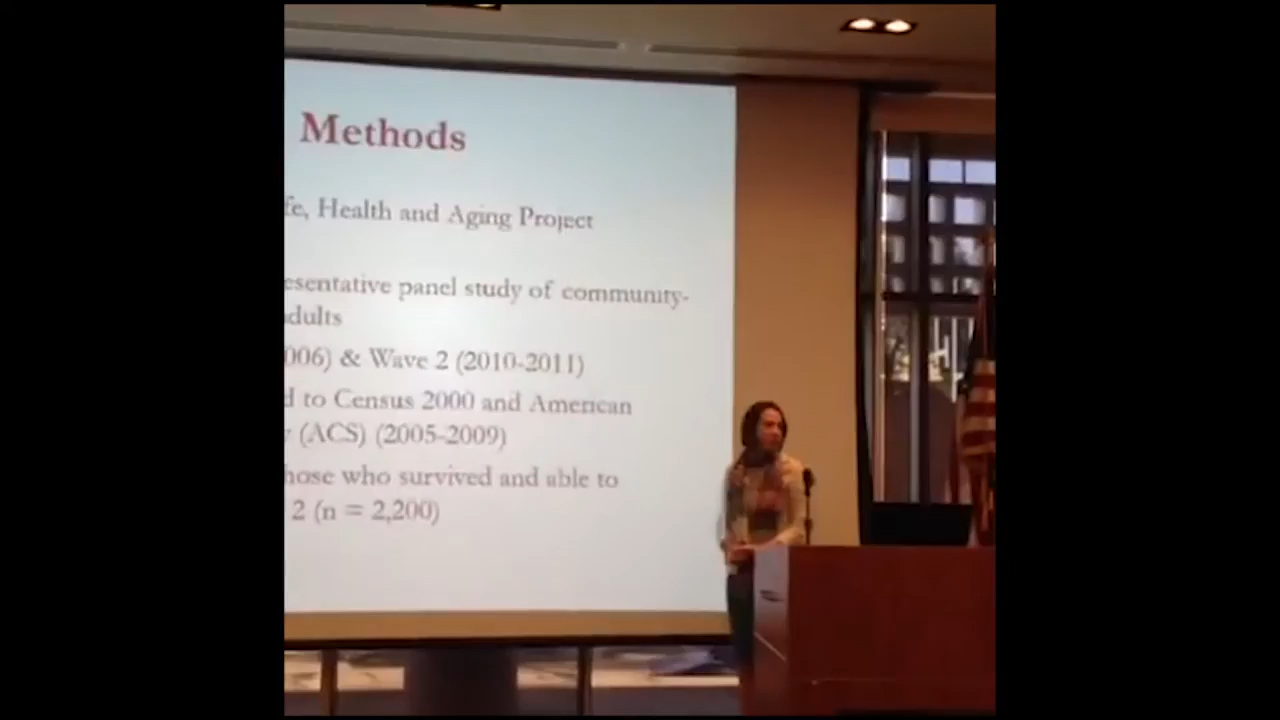 Methods
fe, Health and Aging Project
esentative panel study of community-
dults
006) & Wave 2 (2010-2011)
d to Census 2000 and American
(ACS) (2005-2009)
hose who survived and able to
2 (n = 2,200)